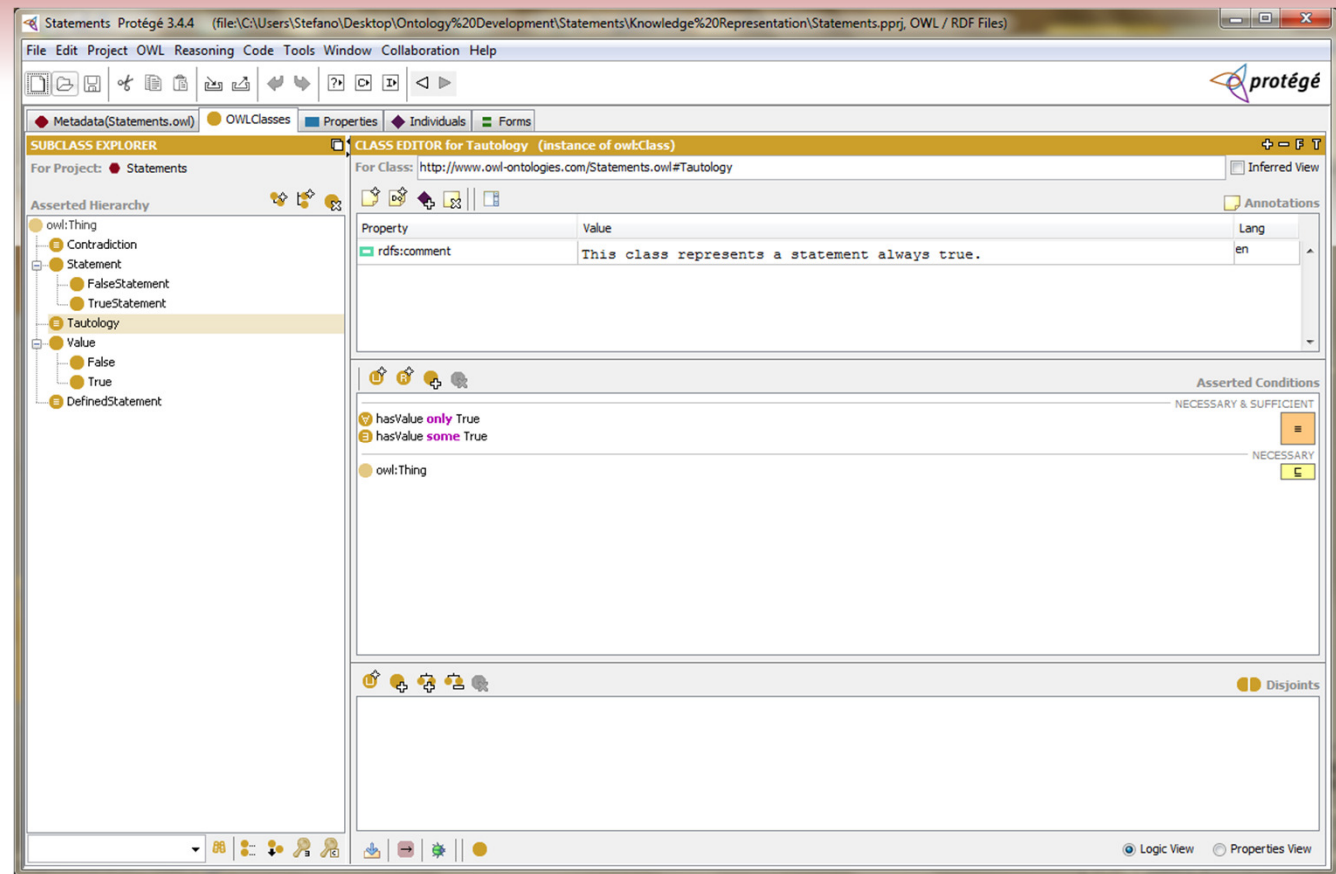 Statements Protégé 3.4.4 (file:\C:\Users\Stefano\Desktop\Ontology%20Development\Statements\Knowledge%20Representation\Statements.pprj, OWL / RDF Files)
File Edit Project OWL Reasoning Code Tools Window Collaboration Help
protégé
Metadata(Statements.owl) OWLClasses Properties Individuals Forms
SUBCLASS EXPLORER
For Project: Statements
Asserted Hierarchy
owl:Thing
Contradiction
Statement
FalseStatement
TrueStatement
Tautology
Value
False
True
DefinedStatement
CLASS EDITOR for Tautology (instance of owl:Class)
For Class: http://www.owl-ontologies.com/Statements.owl#Tautology
Inferred View
Annotations
Property Value Lang
rdfs:comment This class represents a statement always true. en
Asserted Conditions
NECESSARY & SUFFICIENT
hasValue only True
hasValue some True
NECESSARY
owl:Thing
Disjoints
Logic View Properties View